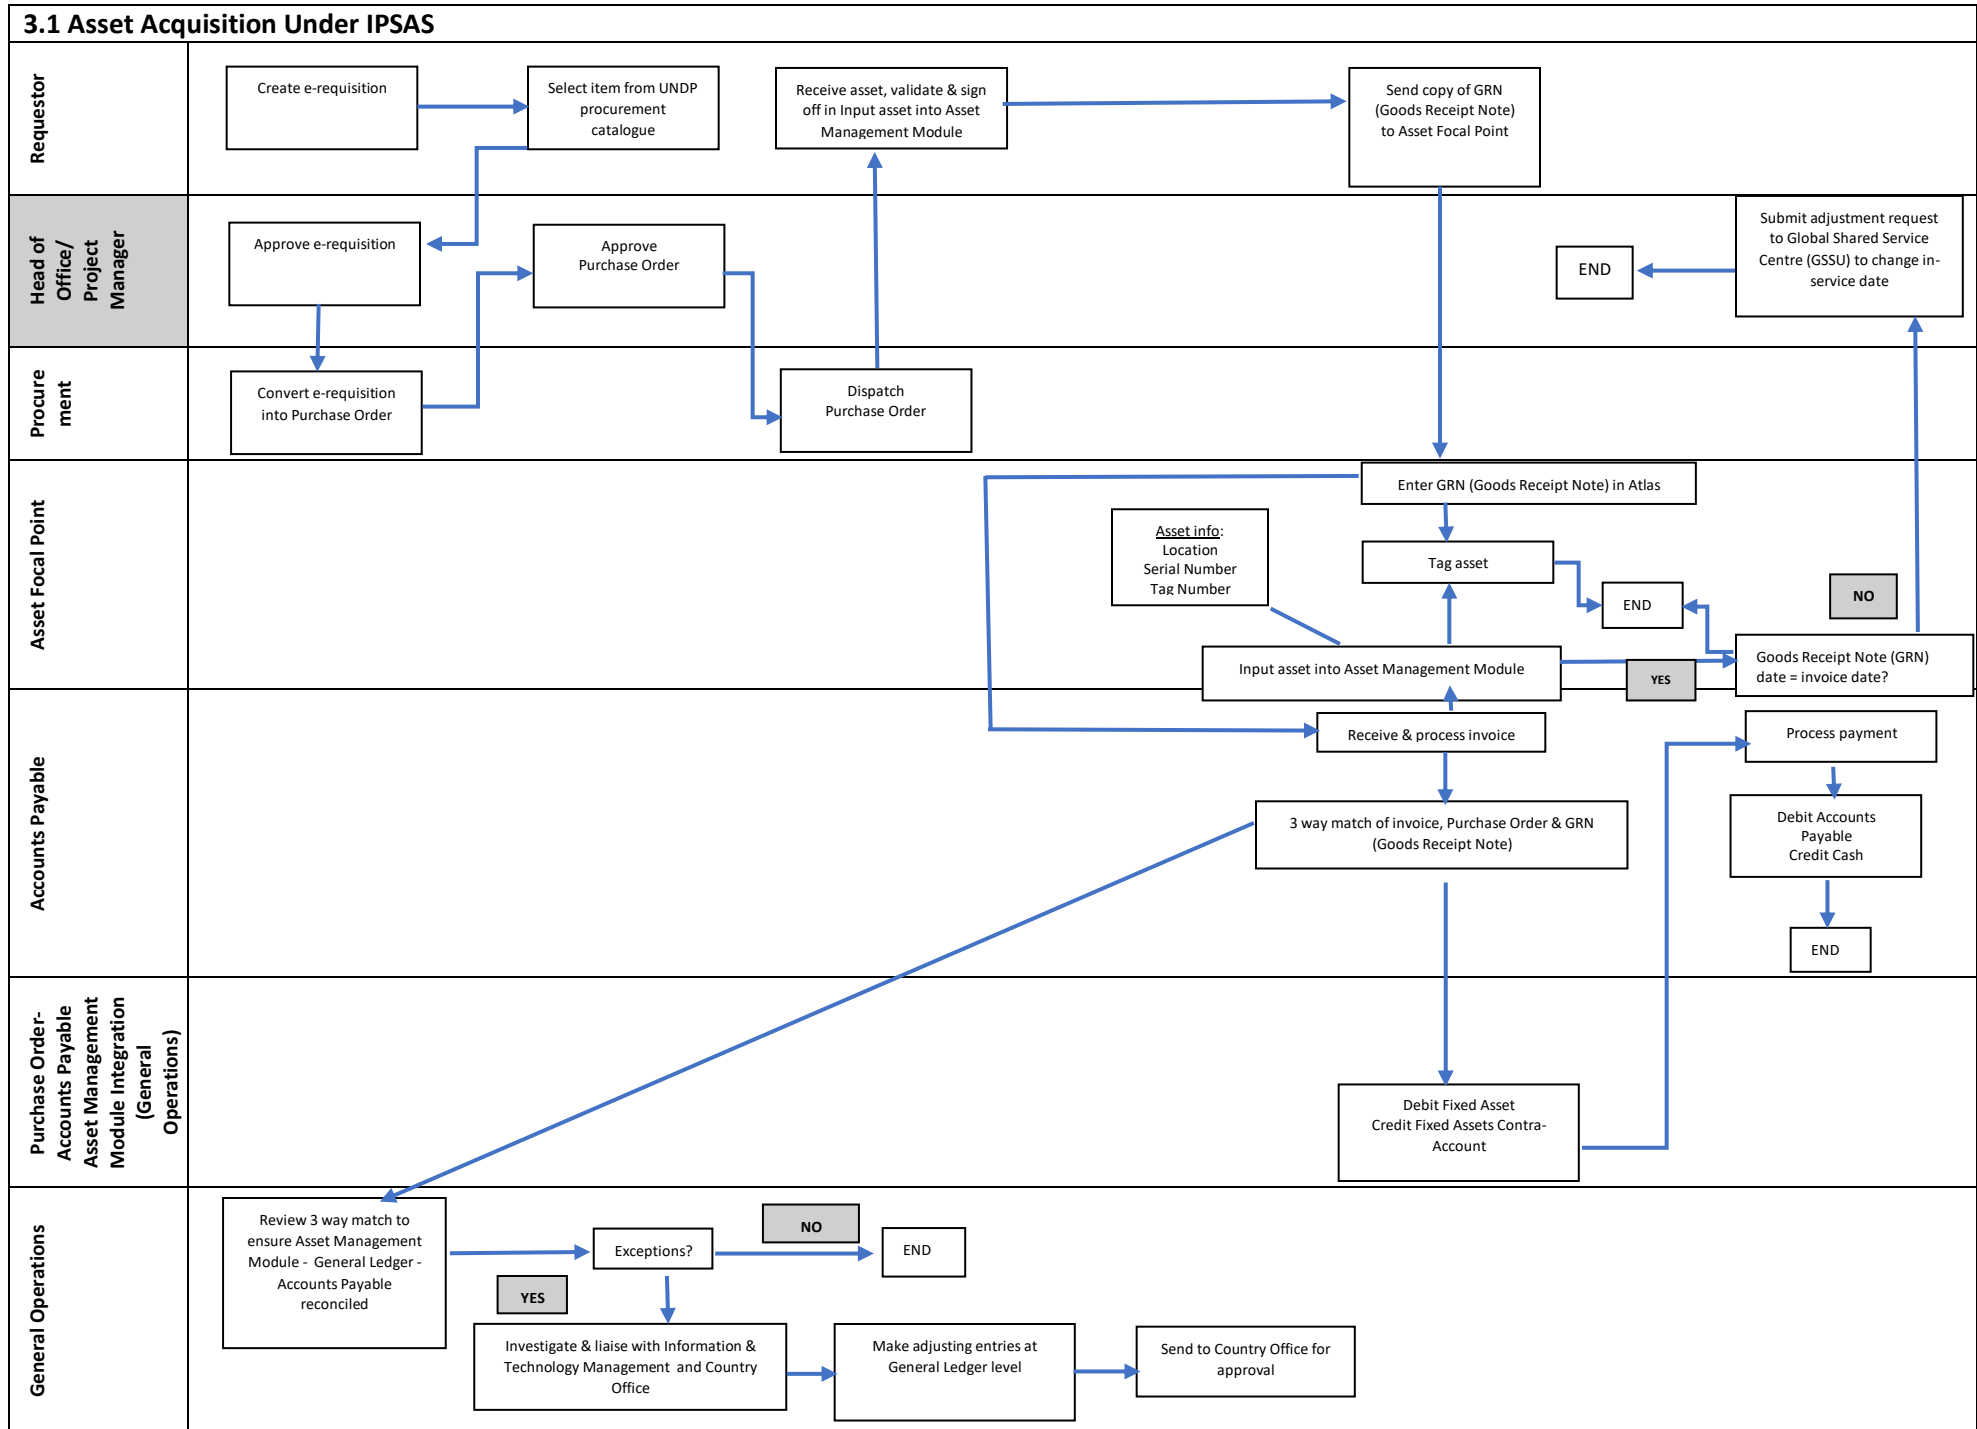 3.1 Asset Acquisition Under IPSAS
Requestor
Create e-requisition
Select item from UNDP
procurement
catalogue
Receive asset, validate & sign
off in Input asset into Asset
Management Module
Send copy of GRN
(Goods Receipt Note)
to Asset Focal Point
Head of
Office/
Project
Manager
Approve e-requisition
Approve
Purchase Order
END
Submit adjustment request
to Global Shared Service
Centre (GSSU) to change in-
service date
Procure
ment
Convert e-requisition
into Purchase Order
Dispatch
Purchase Order
Asset Focal Point
Enter GRN (Goods Receipt Note) in Atlas
Asset info:
Location
Serial Number
Tag Number
Tag asset
END
NO
Input asset into Asset Management Module
YES
Goods Receipt Note (GRN)
date = invoice date?
Accounts Payable
Receive & process invoice
Process payment
3 way match of invoice, Purchase Order & GRN
(Goods Receipt Note)
Debit Accounts
Payable
Credit Cash
END
Purchase Order-
Accounts Payable
Asset Management
Module Integration
(General
Operations)
Debit Fixed Asset
Credit Fixed Assets Contra-
Account
General Operations
Review 3 way match to
ensure Asset Management
Module - General Ledger -
Accounts Payable
reconciled
Exceptions?
NO
END
YES
Investigate & liaise with Information &
Technology Management and Country
Office
Make adjusting entries at
General Ledger level
Send to Country Office for
approval